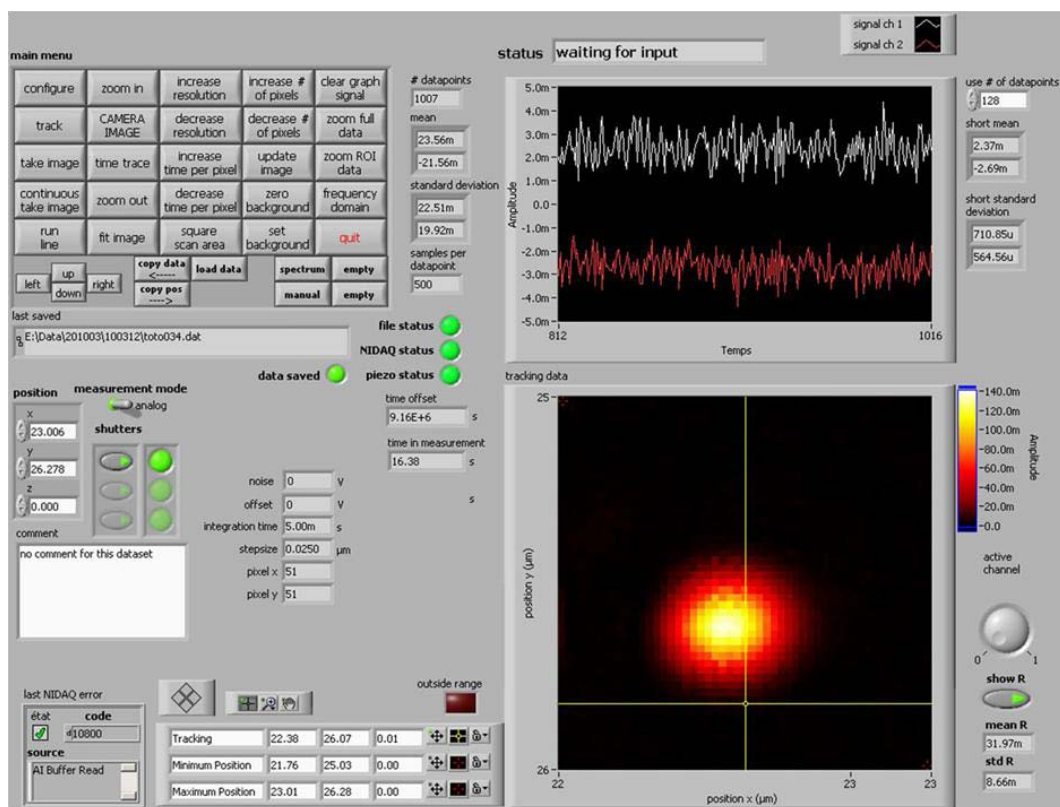 signal ch 1
signal ch 2
main menu
status waiting for input
configure zoom in increase resolution increase # of pixels clear graph signal
track CAMERA IMAGE decrease resolution decrease # of pixels zoom full data
take image time trace increase time per pixel update image zoom ROI data
continuous take image zoom out decrease time per pixel zero background frequency domain
run line fit image square scan area set background quit
left up down right
copy data <----- load data spectrum empty
copy pos ----> manual empty
# datapoints
1007
mean
23.56m
-21.56m
standard deviation
22.51m
19.92m
samples per datapoint
500
5.0m
4.0m
3.0m
2.0m
1.0m
0.0
-1.0m
-2.0m
-3.0m
-4.0m
-5.0m
Amplitude
812 1016
Temps
use # of datapoints
128
short mean
2.37m
-2.69m
short standard deviation
710.85u
564.56u
last saved
E:\Data\201003\100312\toto034.dat
file status
NIDAQ status
data saved piezo status
position
x
23.006
y
26.278
z
0.000
measurement mode
analog
shutters
time offset
9.16E+6 s
time in measurement
16.38 s
s
noise 0 V
offset 0 V
integration time 5.00m s
stepsize 0.0250 µm
pixel x 51
pixel y 51
comment
no comment for this dataset
tracking data
25
26
position y (µm)
22 23 23
position x (µm)
140.0m
120.0m
100.0m
80.0m
60.0m
40.0m
20.0m
0.0
Amplitude
active channel
0 1
show R
mean R
31.97m
std R
8.66m
last NIDAQ error
état code
d10800
source
AI Buffer Read
outside range
Tracking 22.38 26.07 0.01
Minimum Position 21.76 25.03 0.00
Maximum Position 23.01 26.28 0.00